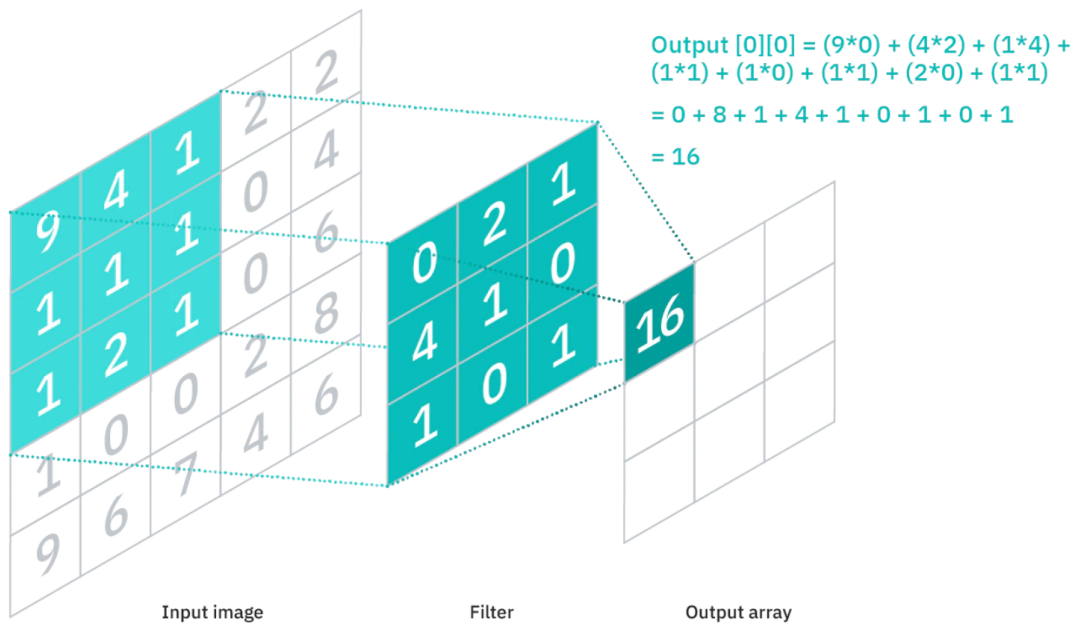 Output [0][0] = (9*0) + (4*2) + (1*4) +
(1*1) + (1*0) + (1*1) + (2*0) + (1*1)
= 0 + 8 + 1 + 4 + 1 + 0 + 1 + 0 + 1
= 16
9 4 1 2 2
1 1 1 0 4
1 2 1 0 6
1 0 0 2 8
9 6 7 4 6
0 2 1
4 1 0
1 0 1
16
Input image
Filter
Output array